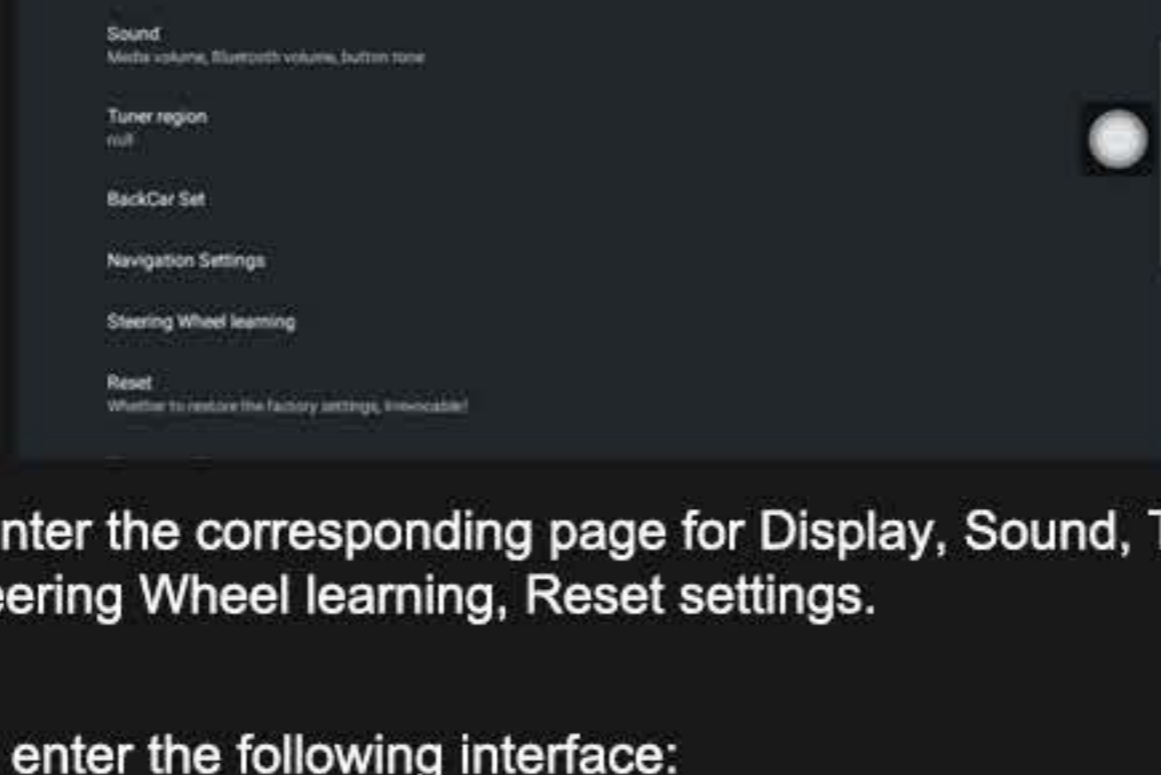 Sound
Media volume, Bluetooth volume, button tone
Tuner region
null
BackCar Set
Navigation Settings
Steering Wheel learning
Reset
Whether to restore the factory settings, Irrevocable!
nter the corresponding page for Display, Sound, T
eering Wheel learning, Reset settings.
enter the following interface: